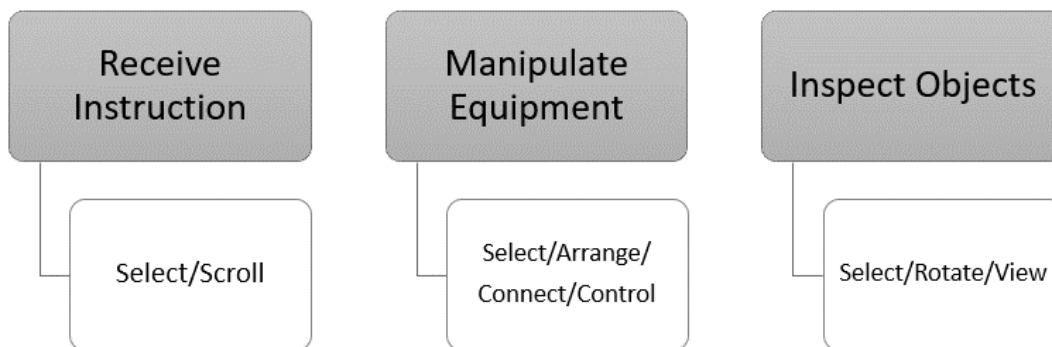 Receive
Instruction
Select/Scroll
Manipulate
Equipment
Select/Arrange/
Connect/Control
Inspect Objects
Select/Rotate/View